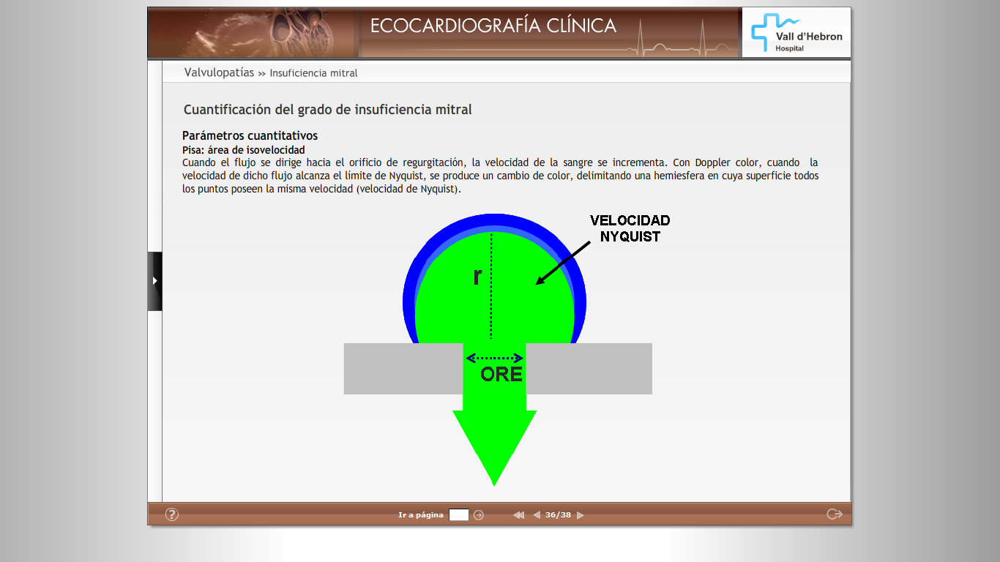 ECOCARDIOGRAFÍA CLÍNICA
Vall d'Hebron
Hospital
Valvulopatías » Insuficiencia mitral
Cuantificación del grado de insuficiencia mitral
Parámetros cuantitativos
Pisa: área de isovelocidad
Cuando el flujo se dirige hacia el orificio de regurgitación, la velocidad de la sangre se incrementa. Con Doppler color, cuando la
velocidad de dicho flujo alcanza el límite de Nyquist, se produce un cambio de color, delimitando una hemiesfera en cuya superficie todos
los puntos poseen la misma velocidad (velocidad de Nyquist).
VELOCIDAD
NYQUIST
r
ORE
? Ir a página 36/38